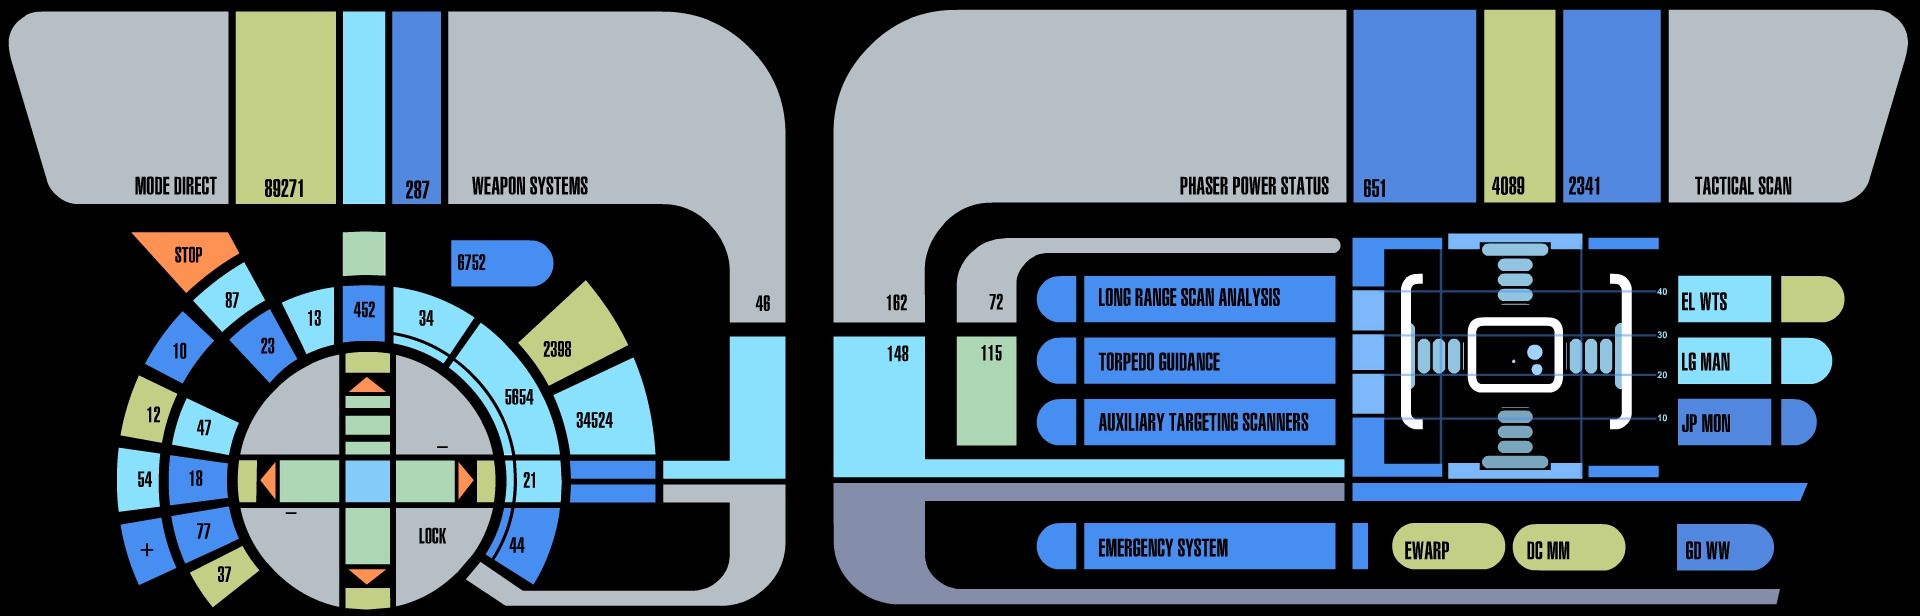 MODE DIRECT
89271
287
WEAPON SYSTEMS
PHASER POWER STATUS
651
4089
2341
TACTICAL SCAN
STOP
6752
87
13
452
34
10
23
2398
5654
34524
12
47
54
18
21
+
77
37
44
LOCK
–
–
46
162
72
148
115
LONG RANGE SCAN ANALYSIS
TORPEDO GUIDANCE
AUXILIARY TARGETING SCANNERS
EMERGENCY SYSTEM
40
30
20
10
EL WTS
LG MAN
JP MON
EWARP
DC MM
GD WW